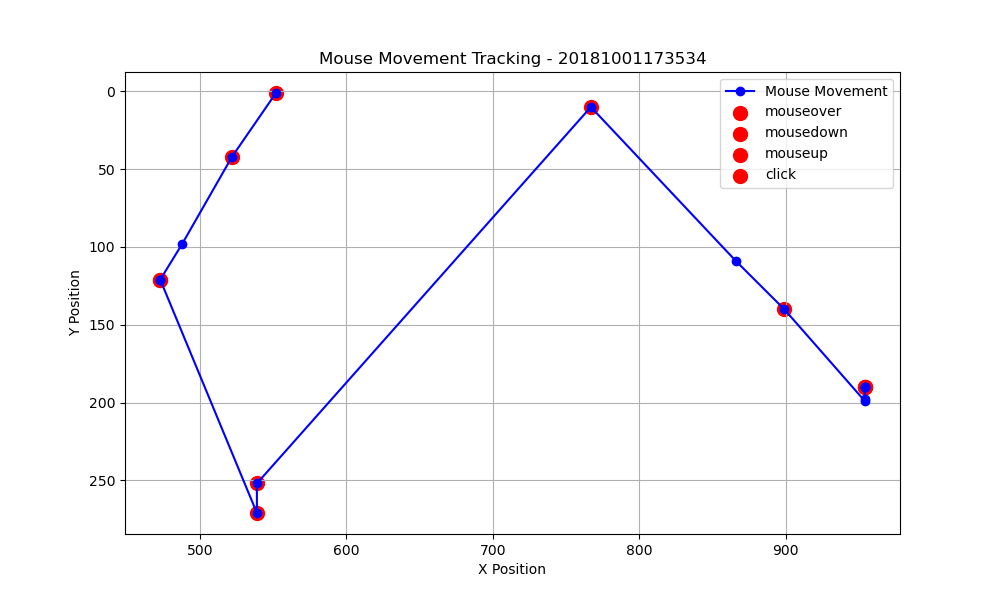 Mouse Movement Tracking - 20181001173534
Mouse Movement
mouseover
mousedown
mouseup
click
0
50
100
150
200
250
Y Position
500
600
700
800
900
X Position